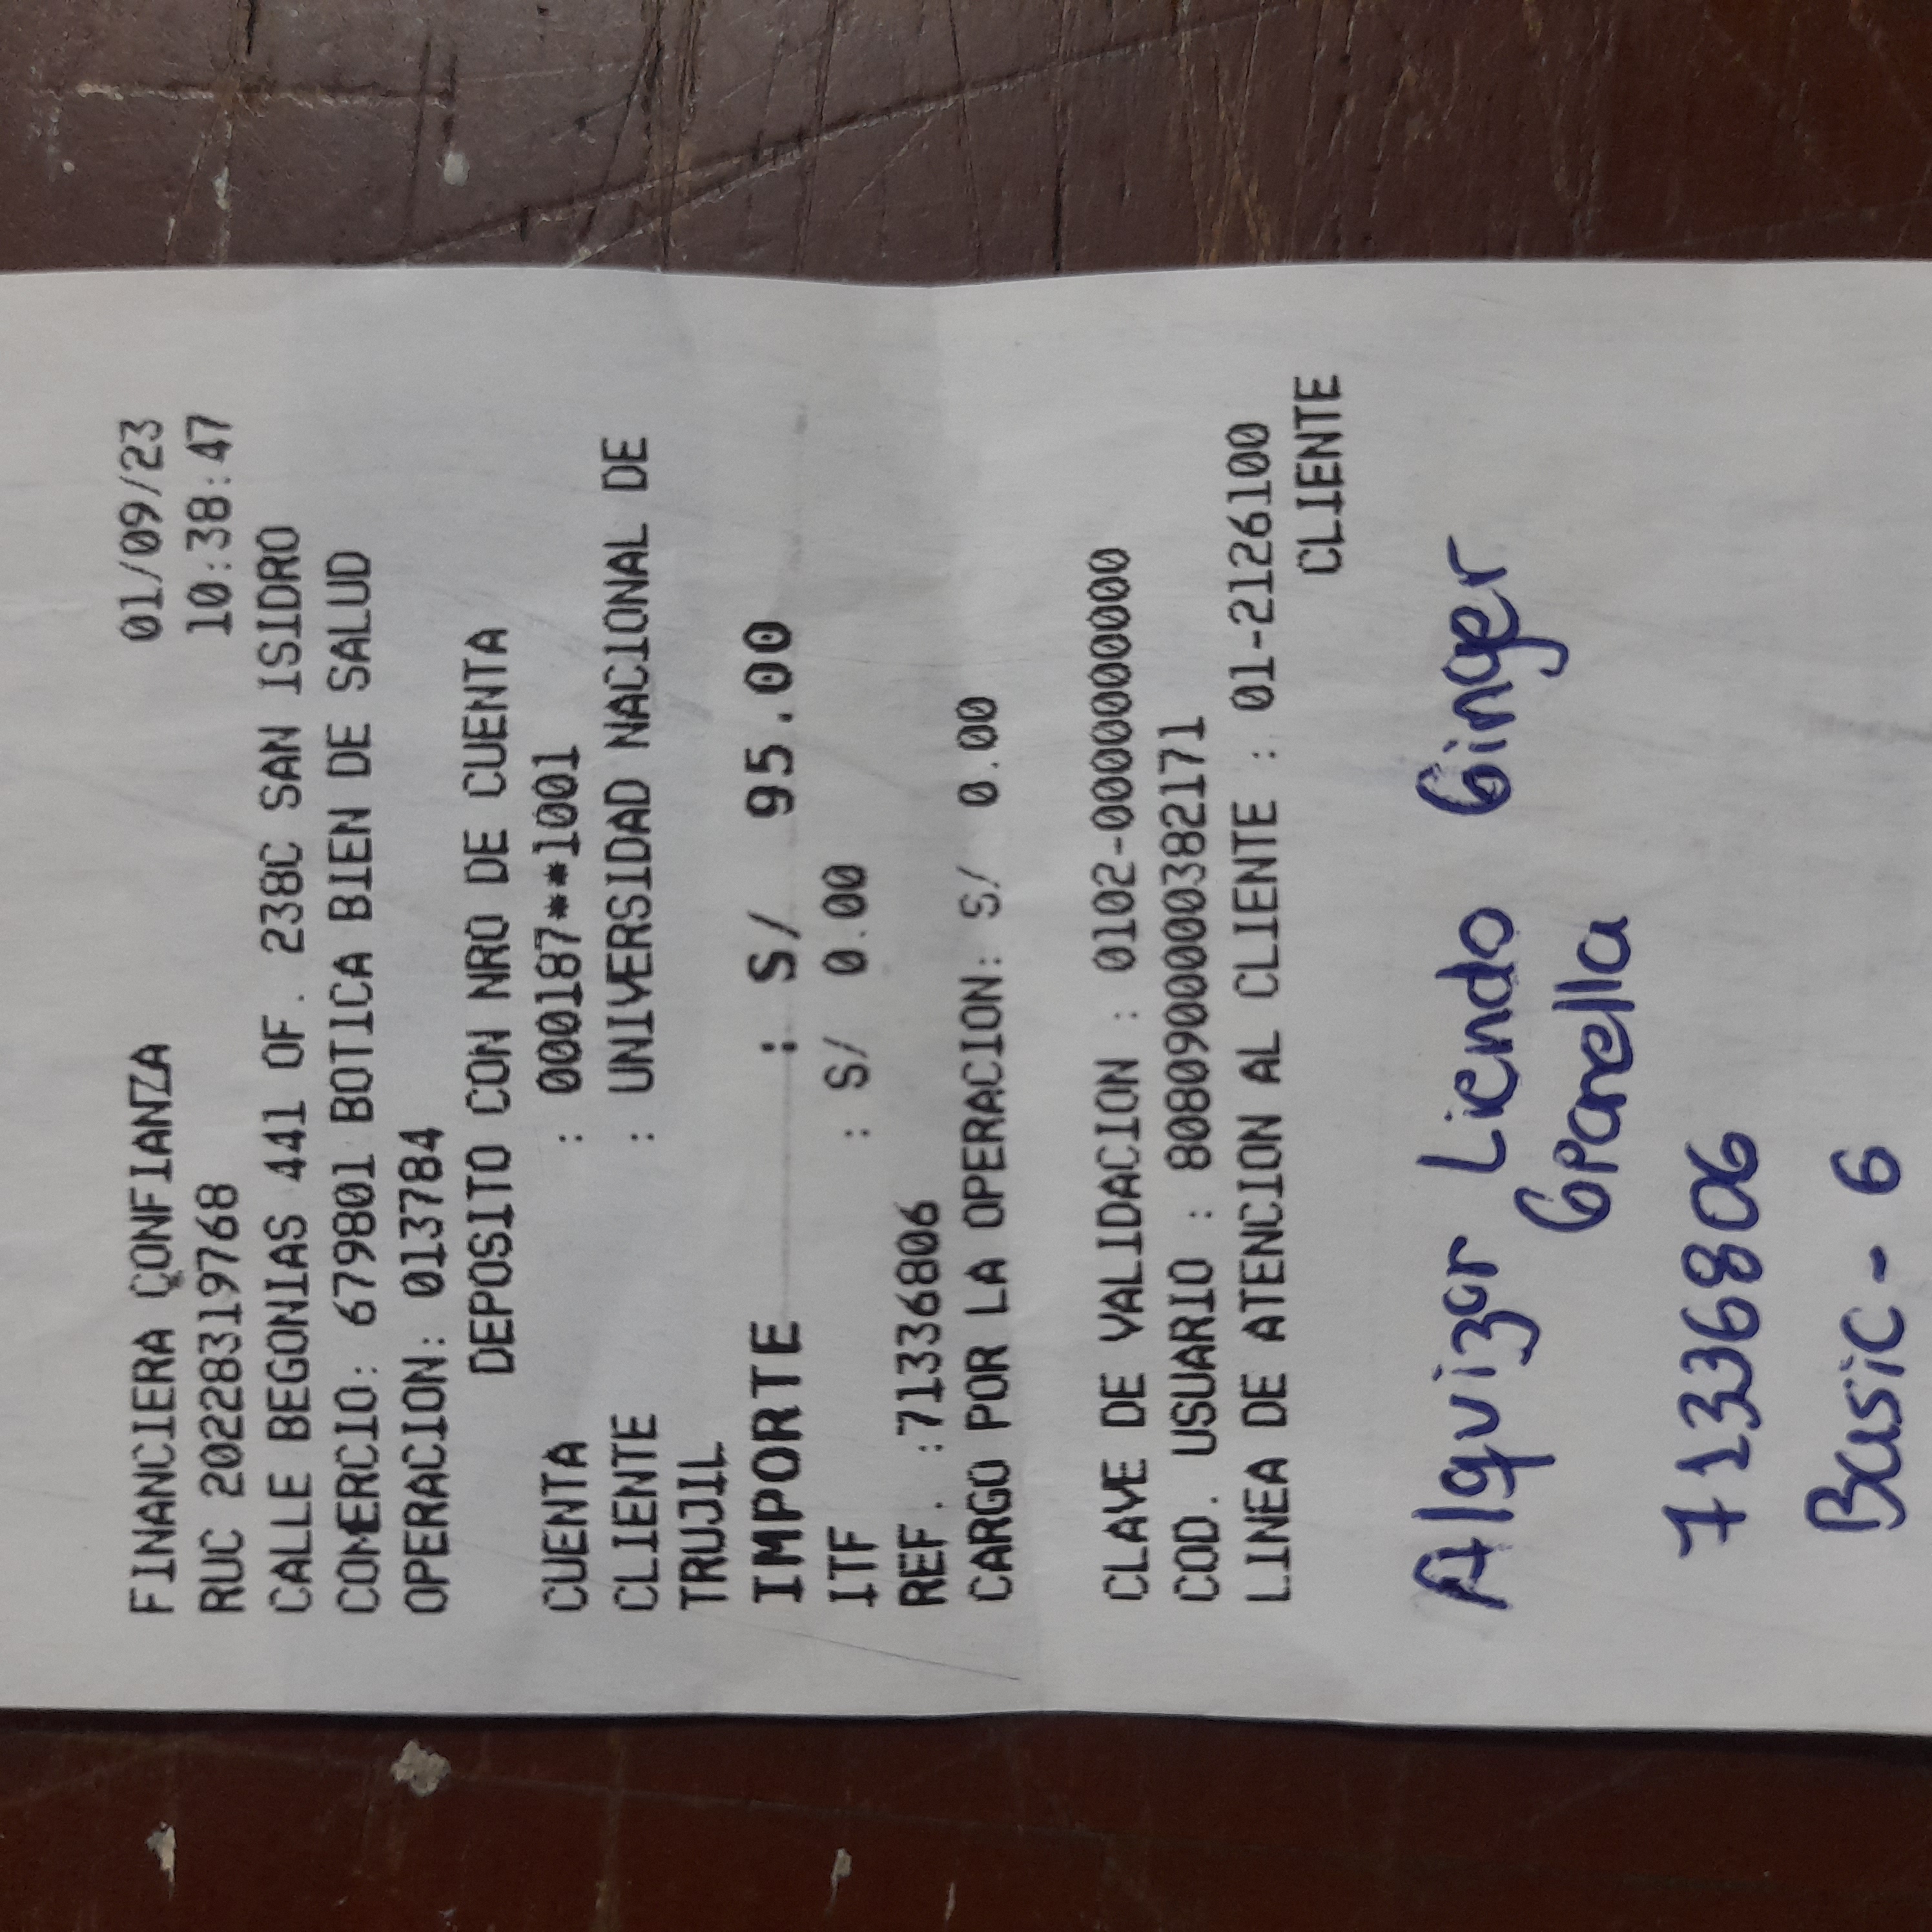 01/09/23
FINANCIERA CONFIANZA
RUC 20228319768 10:38:47
CALLE BEGONIAS 441 OF. 238C SAN ISIDRO
COMERCIO: 679801 BOTICA BIEN DE SALUD
OPERACION: 013784
DEPOSITO CON NRO DE CUENTA
CUENTA : 000187**1001
CLIENTE : UNIVERSIDAD NACIONAL DE
TRUJIL
IMPORTE : S/ 95.00
ITF : S/ 0.00
REF. :71336806
CARGO POR LA OPERACION: S/ 0.00
CLAVE DE VALIDACION : 0102-0000000000
COD. USUARIO : 8080900000382171
LINEA DE ATENCION AL CLIENTE : 01-2126100
CLIENTE
Alquizar Liendo Ginger
71336806
Basic - 6